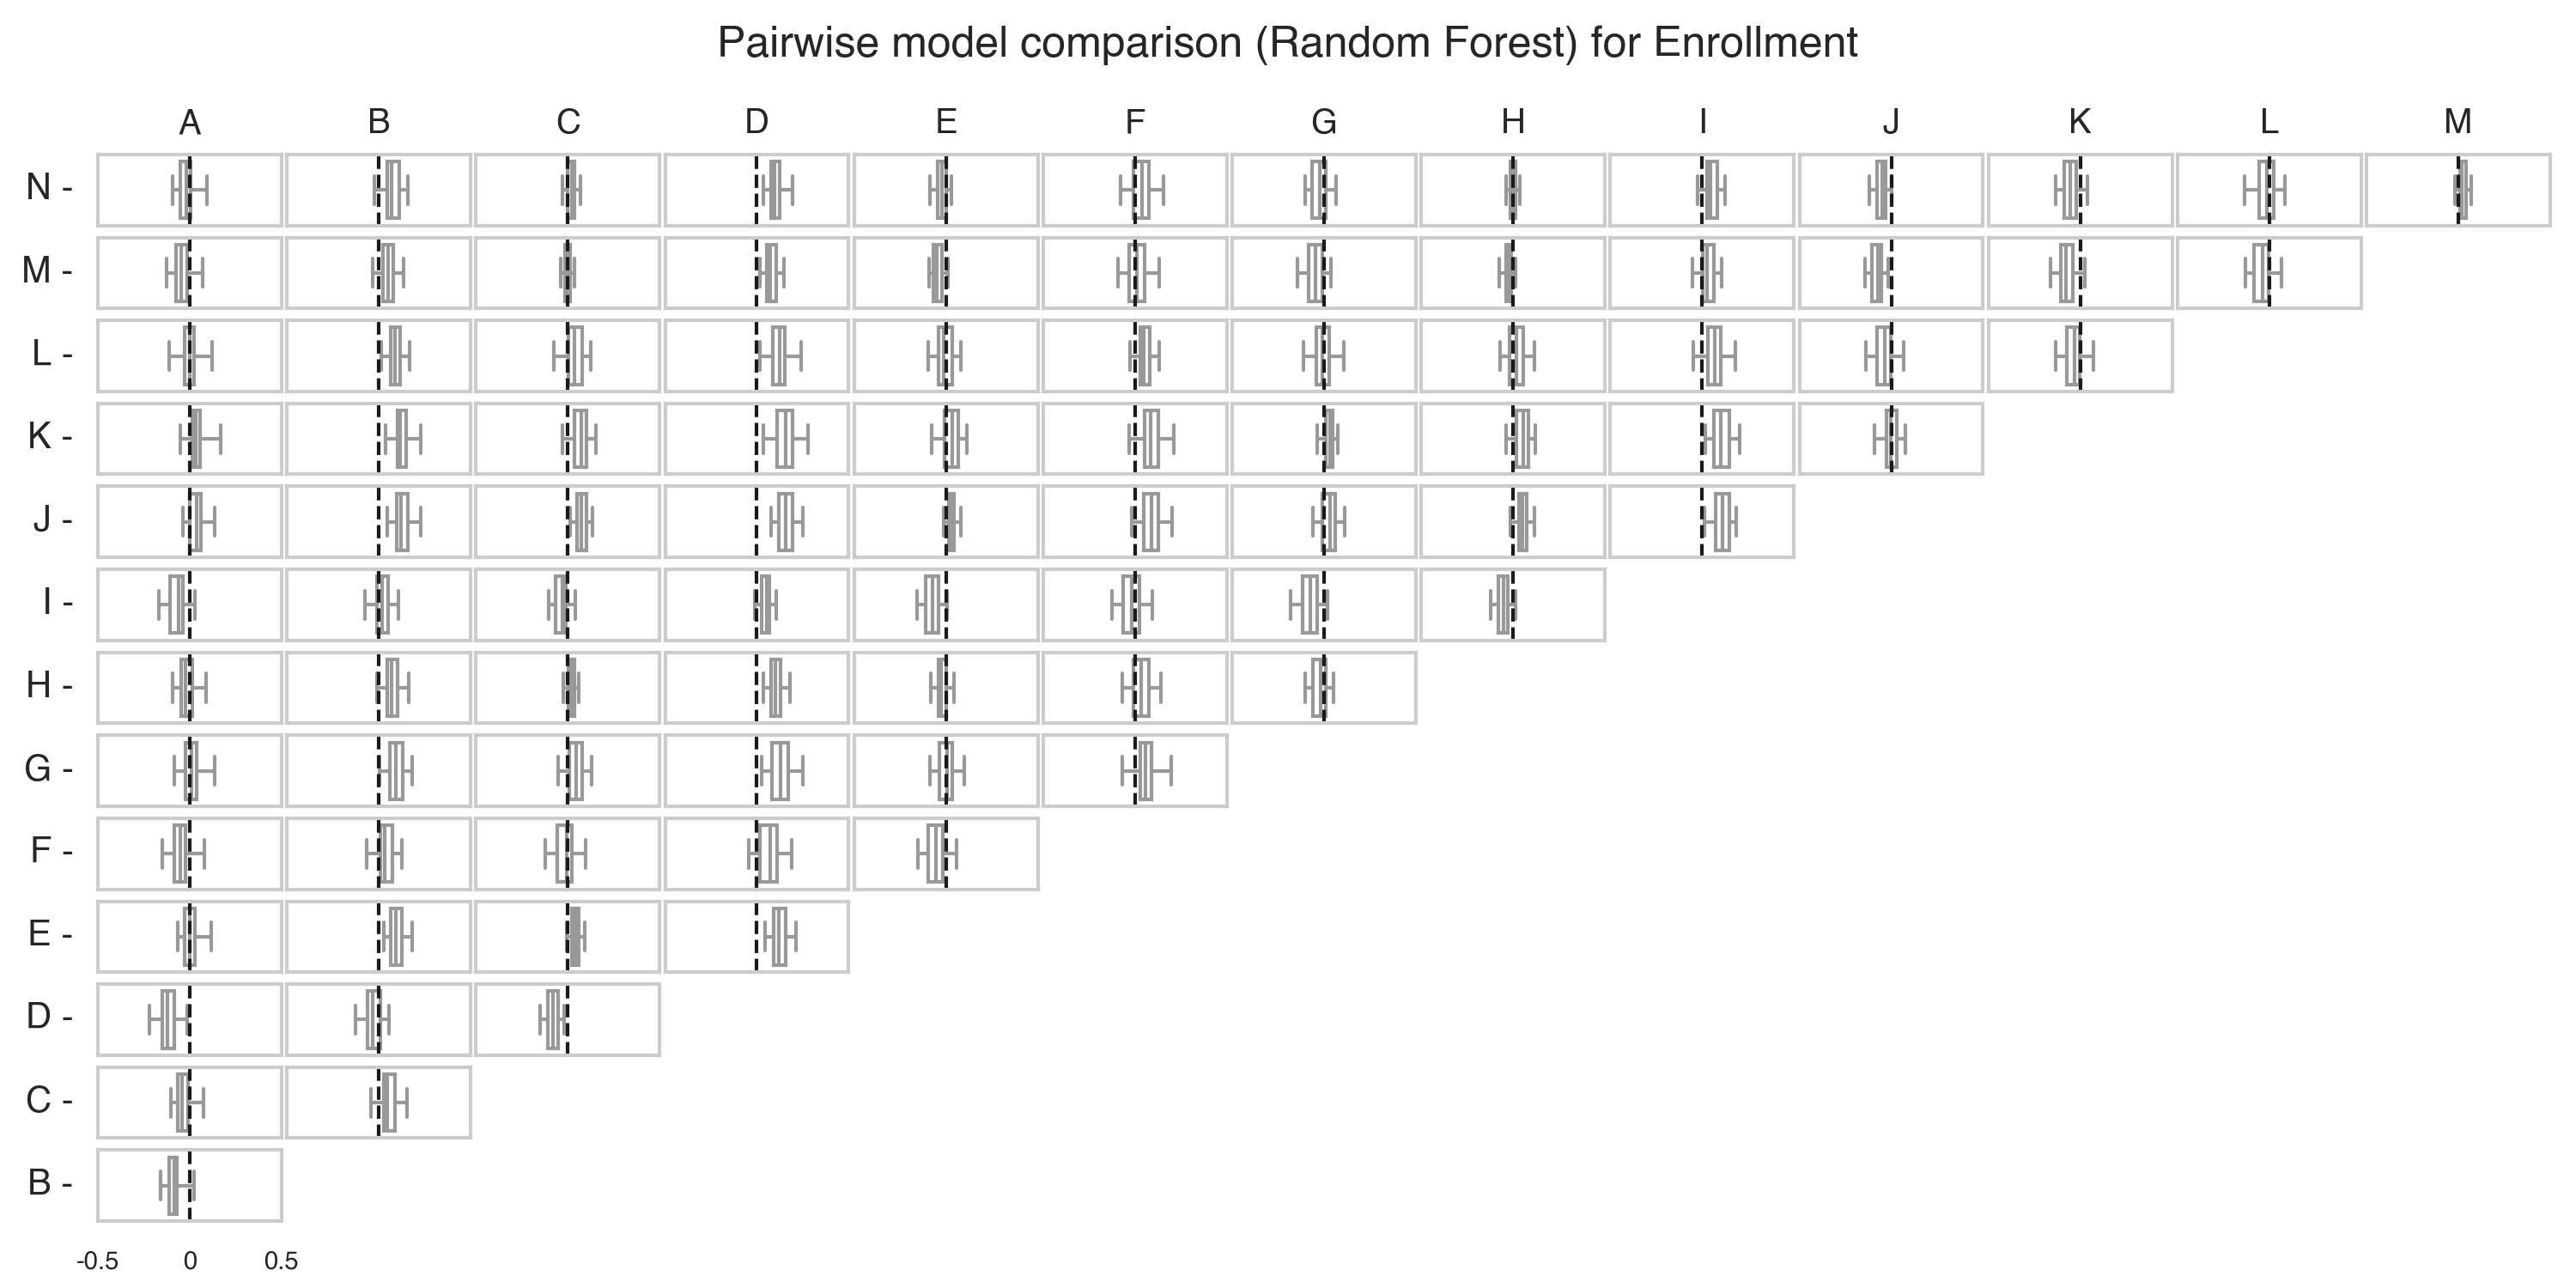 Pairwise model comparison (Random Forest) for Enrollment
A B C D E F G H I J K L M
N -
M -
L -
K -
J -
I -
H -
G -
F -
E -
D -
C -
B -
-0.5 0 0.5